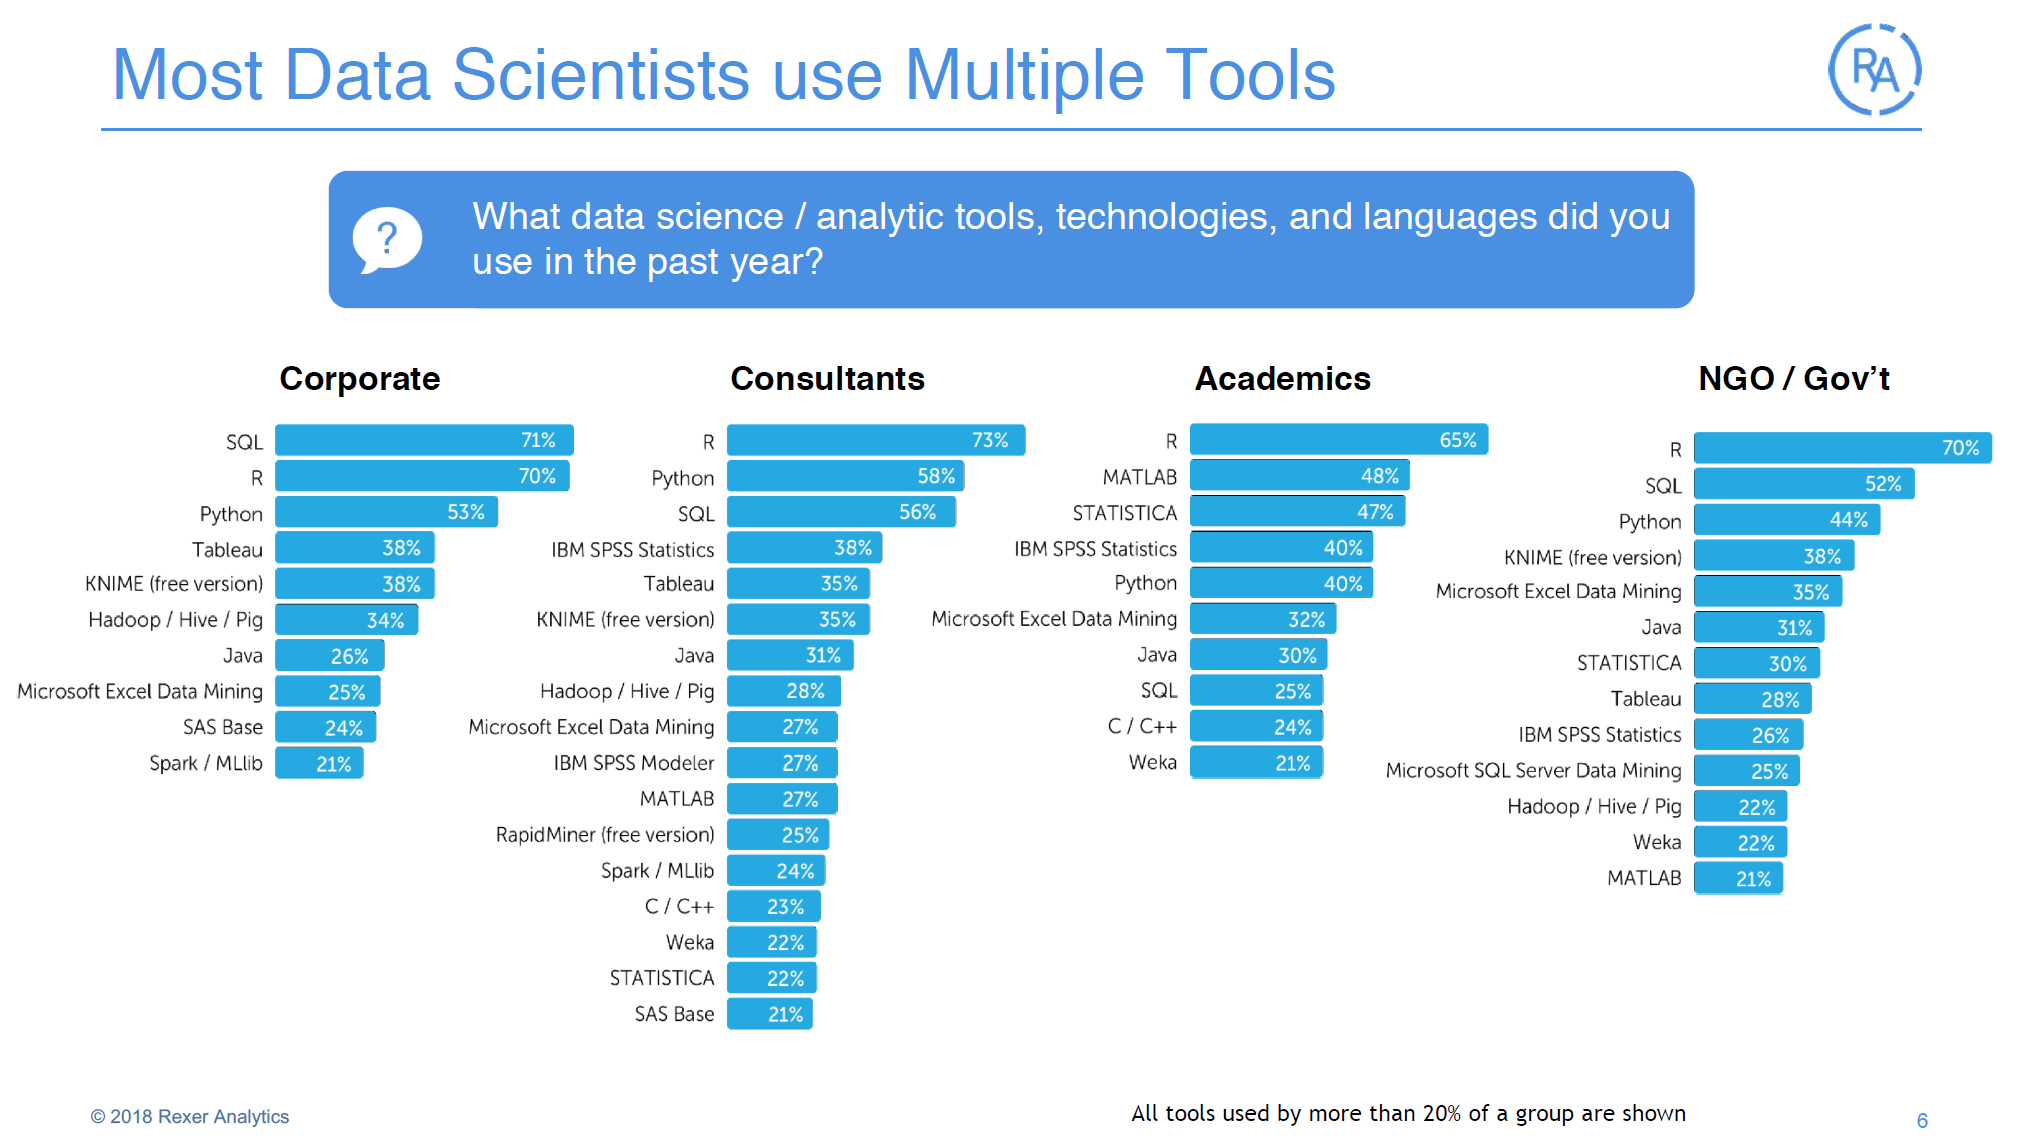 Most Data Scientists use Multiple Tools
RA
?
What data science / analytic tools, technologies, and languages did you
use in the past year?
Corporate
SQL 71%
R 70%
Python 53%
Tableau 38%
KNIME (free version) 38%
Hadoop / Hive / Pig 34%
Java 26%
Microsoft Excel Data Mining 25%
SAS Base 24%
Spark / MLlib 21%
Consultants
R 73%
Python 58%
SQL 56%
IBM SPSS Statistics 38%
Tableau 35%
KNIME (free version) 35%
Java 31%
Hadoop / Hive / Pig 28%
Microsoft Excel Data Mining 27%
IBM SPSS Modeler 27%
MATLAB 27%
RapidMiner (free version) 25%
Spark / MLlib 24%
C / C++ 23%
Weka 22%
STATISTICA 22%
SAS Base 21%
Academics
R 65%
MATLAB 48%
STATISTICA 47%
IBM SPSS Statistics 40%
Python 40%
Microsoft Excel Data Mining 32%
Java 30%
SQL 25%
C / C++ 24%
Weka 21%
NGO / Gov’t
R 70%
SQL 52%
Python 44%
KNIME (free version) 38%
Microsoft Excel Data Mining 35%
Java 31%
STATISTICA 30%
Tableau 28%
IBM SPSS Statistics 26%
Microsoft SQL Server Data Mining 25%
Hadoop / Hive / Pig 22%
Weka 22%
MATLAB 21%
© 2018 Rexer Analytics
All tools used by more than 20% of a group are shown
6